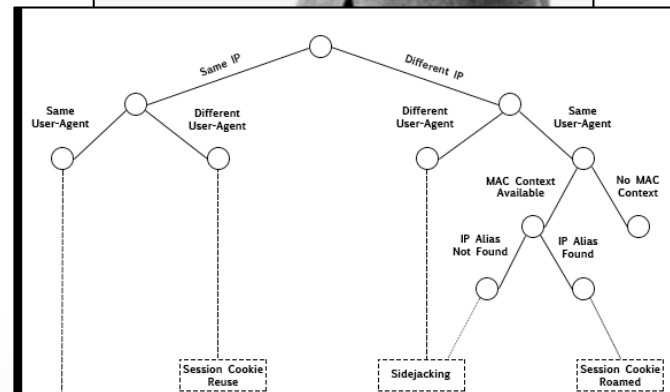 Same IP
Different IP
Same
User-Agent
Different
User-Agent
Different
User-Agent
Same
User-Agent
MAC Context
Available
No MAC
Context
IP Alias
Not Found
IP Alias
Found
Session Cookie
Reuse
Sidejacking
Session Cookie
Roamed